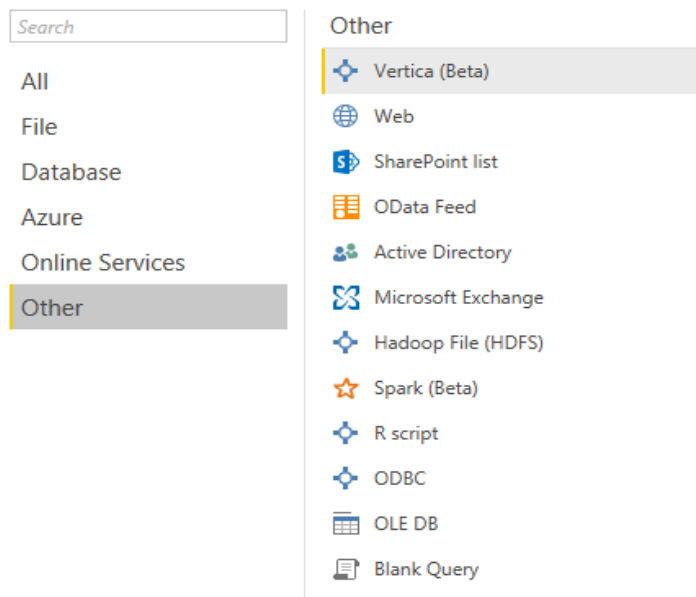 Search
All
File
Database
Azure
Online Services
Other
Other
Vertica (Beta)
Web
SharePoint list
OData Feed
Active Directory
Microsoft Exchange
Hadoop File (HDFS)
Spark (Beta)
R script
ODBC
OLE DB
Blank Query